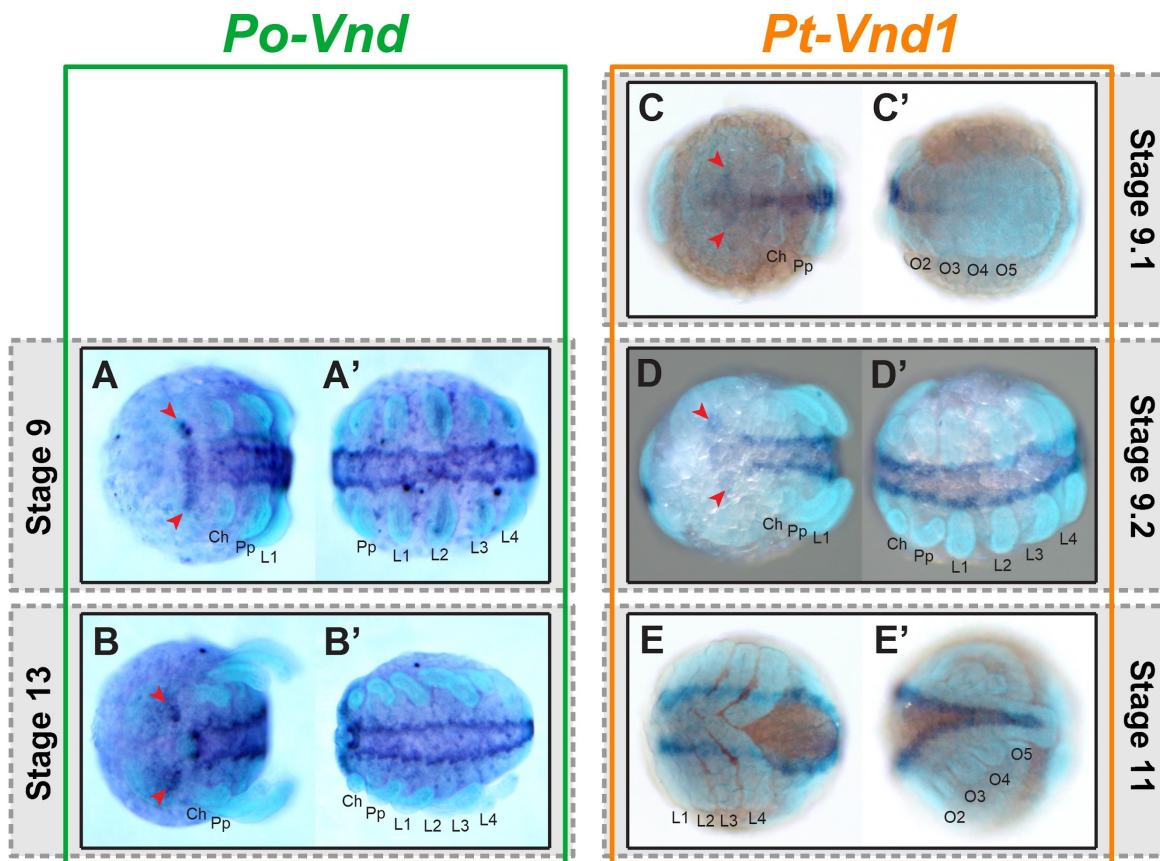 Po-Vnd
Pt-Vnd1
C
C’
Ch
Pp
O2 O3 O4 O5
Stage 9.1
Stage 9
A
A’
Ch
Pp
L1
Pp
L1
L2
L3
L4
D
D’
Ch
Pp
L1
Ch
Pp
L1
L2
L3
L4
Stage 9.2
Stage 13
B
B’
Ch
Pp
Ch
Pp
L1
L2
L3
L4
E
E’
L1 L2 L3 L4
O5
O4
O3
O2
Stage 11